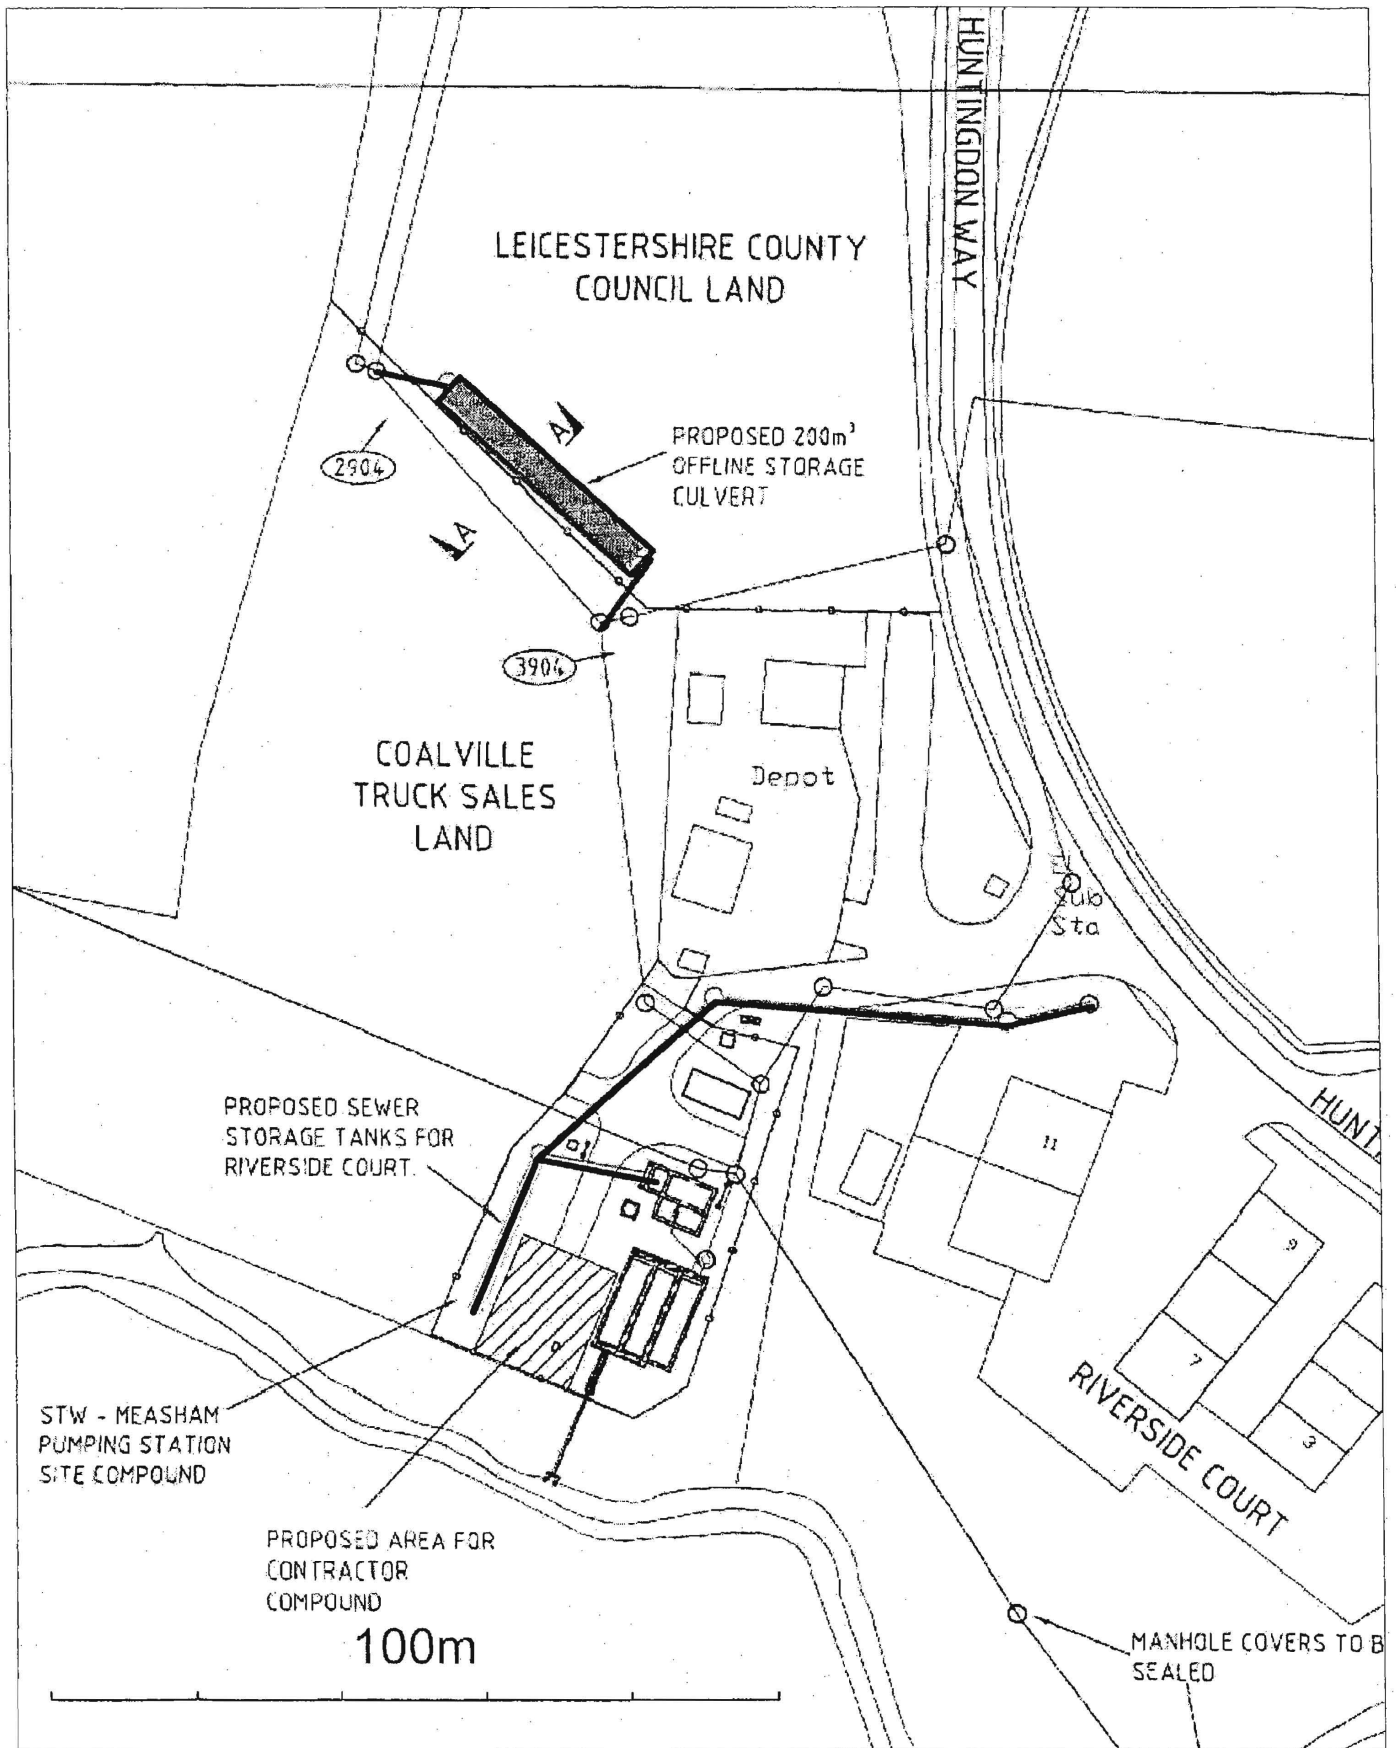 HUNTINGDON WAY
LEICESTERSHIRE COUNTY
COUNCIL LAND
A
PROPOSED 200m³
OFFLINE STORAGE
CULVERT
2904
A
3904
COALVILLE
TRUCK SALES
LAND
Depot
Sub
Sta
PROPOSED SEWER
STORAGE TANKS FOR
RIVERSIDE COURT.
HUNT
11
9
7
3
RIVERSIDE COURT
STW - MEASHAM
PUMPING STATION
SITE COMPOUND
PROPOSED AREA FOR
CONTRACTOR
COMPOUND
100m
MANHOLE COVERS TO B
SEALED